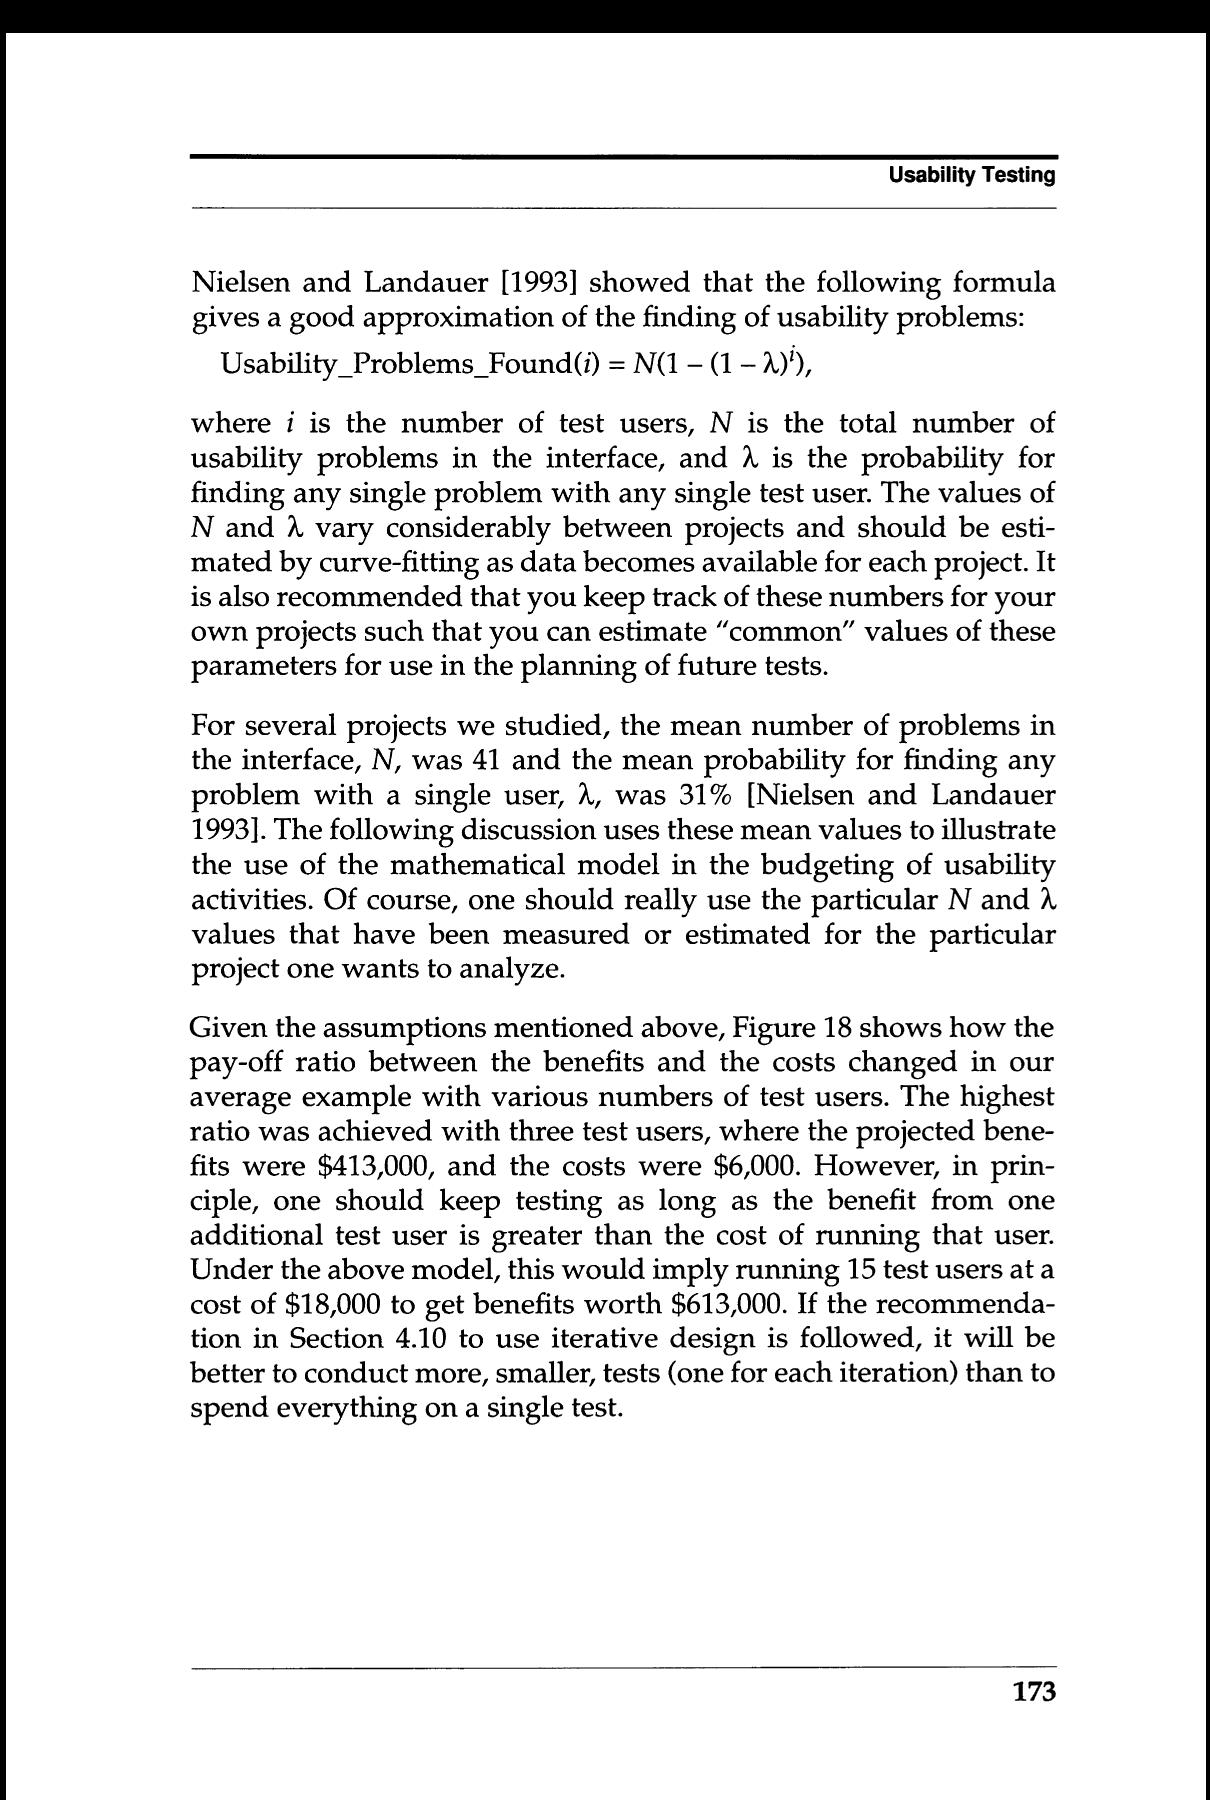 Usability Testing
Nielsen and Landauer [1993] showed that the following formula
gives a good approximation of the finding of usability problems:
Usability_Problems_Found(i) = N(1 – (1 – λ)^i),
where i is the number of test users, N is the total number of
usability problems in the interface, and λ is the probability for
finding any single problem with any single test user. The values of
N and λ vary considerably between projects and should be esti-
mated by curve-fitting as data becomes available for each project. It
is also recommended that you keep track of these numbers for your
own projects such that you can estimate "common" values of these
parameters for use in the planning of future tests.
For several projects we studied, the mean number of problems in
the interface, N, was 41 and the mean probability for finding any
problem with a single user, λ, was 31% [Nielsen and Landauer
1993]. The following discussion uses these mean values to illustrate
the use of the mathematical model in the budgeting of usability
activities. Of course, one should really use the particular N and λ
values that have been measured or estimated for the particular
project one wants to analyze.
Given the assumptions mentioned above, Figure 18 shows how the
pay-off ratio between the benefits and the costs changed in our
average example with various numbers of test users. The highest
ratio was achieved with three test users, where the projected bene-
fits were $413,000, and the costs were $6,000. However, in prin-
ciple, one should keep testing as long as the benefit from one
additional test user is greater than the cost of running that user.
Under the above model, this would imply running 15 test users at a
cost of $18,000 to get benefits worth $613,000. If the recommenda-
tion in Section 4.10 to use iterative design is followed, it will be
better to conduct more, smaller, tests (one for each iteration) than to
spend everything on a single test.
173